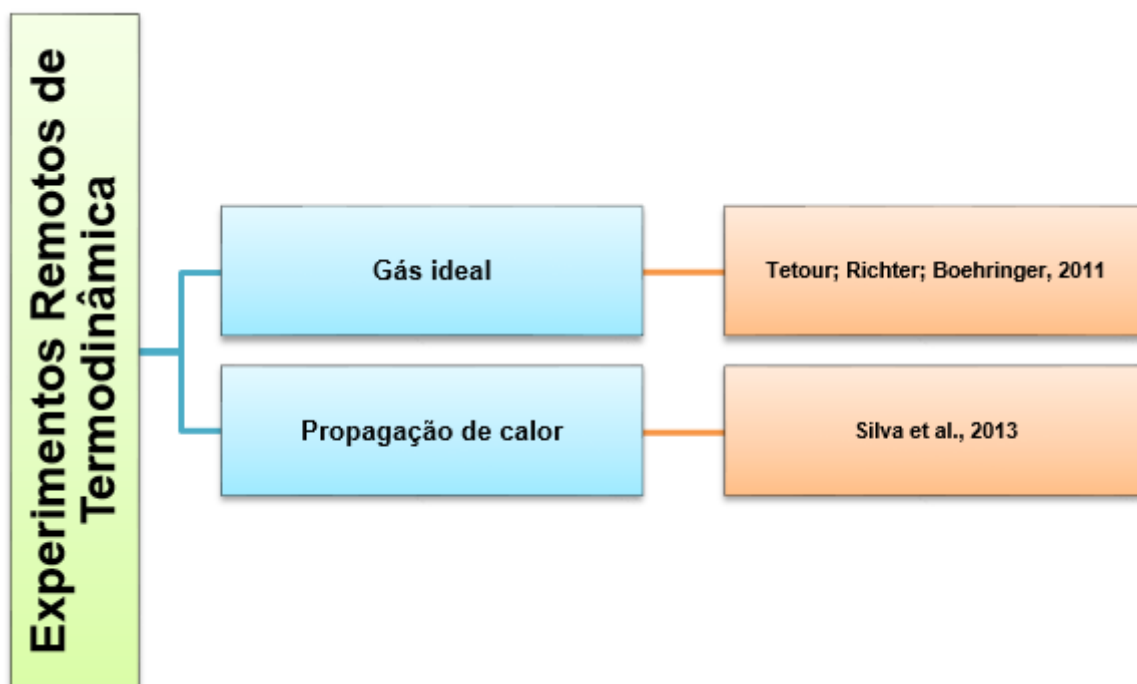 Experimentos Remotos de
Termodinâmica
Gás ideal
Tetour; Richter; Boehringer, 2011
Propagação de calor
Silva et al., 2013